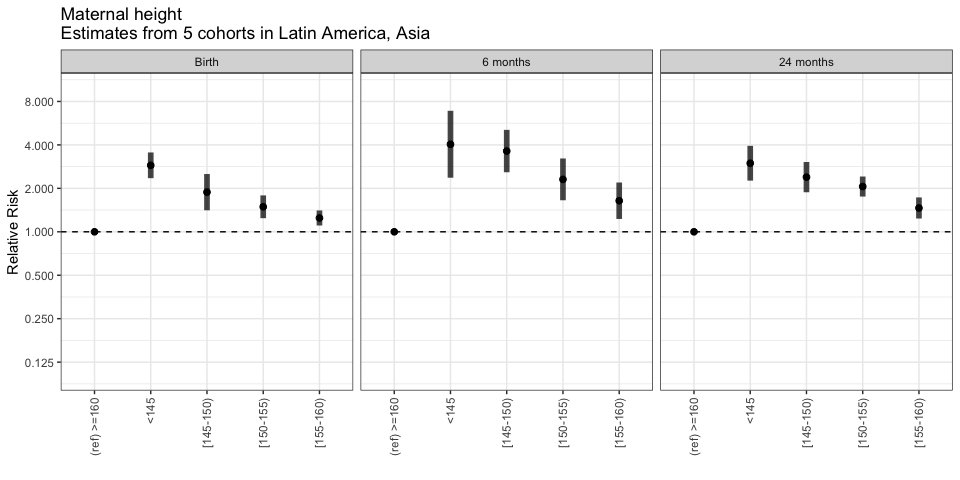 Maternal height
Estimates from 5 cohorts in Latin America, Asia
Birth
6 months
24 months
Relative Risk
8.000
4.000
2.000
1.000
0.500
0.250
0.125
(ref) >=160
<145
[145-150)
[150-155)
[155-160)
(ref) >=160
<145
[145-150)
[150-155)
[155-160)
(ref) >=160
<145
[145-150)
[150-155)
[155-160)